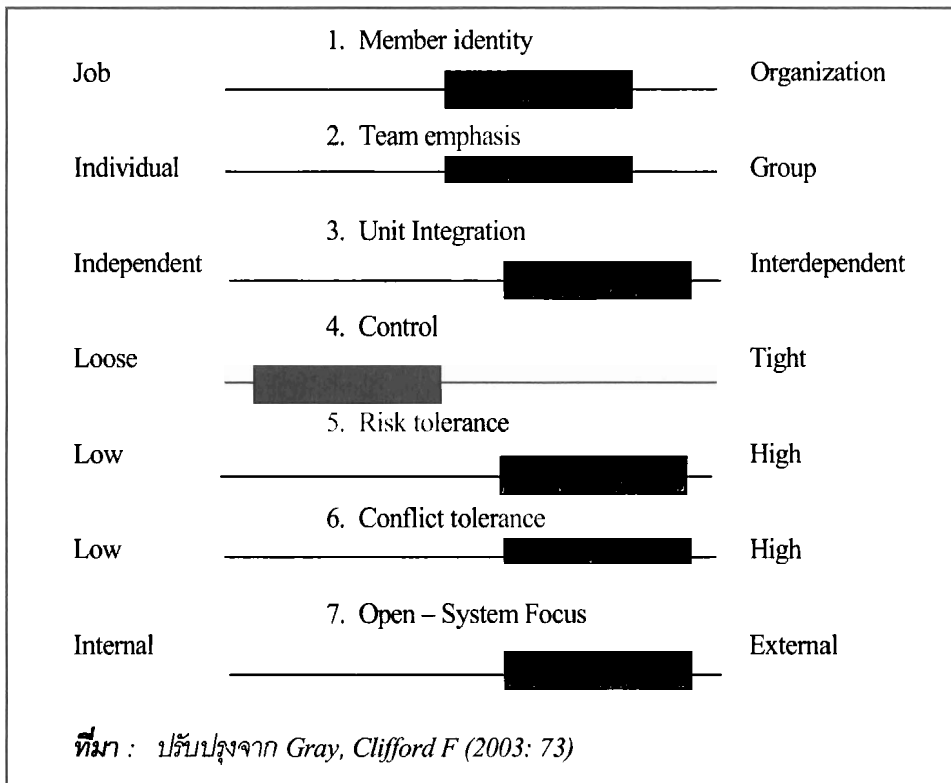 1. Member identity
Job Organization
2. Team emphasis
Individual Group
3. Unit Integration
Independent Interdependent
4. Control
Loose Tight
5. Risk tolerance
Low High
6. Conflict tolerance
Low High
7. Open – System Focus
Internal External
ที่มา : ปรับปรุงจาก Gray, Clifford F (2003: 73)